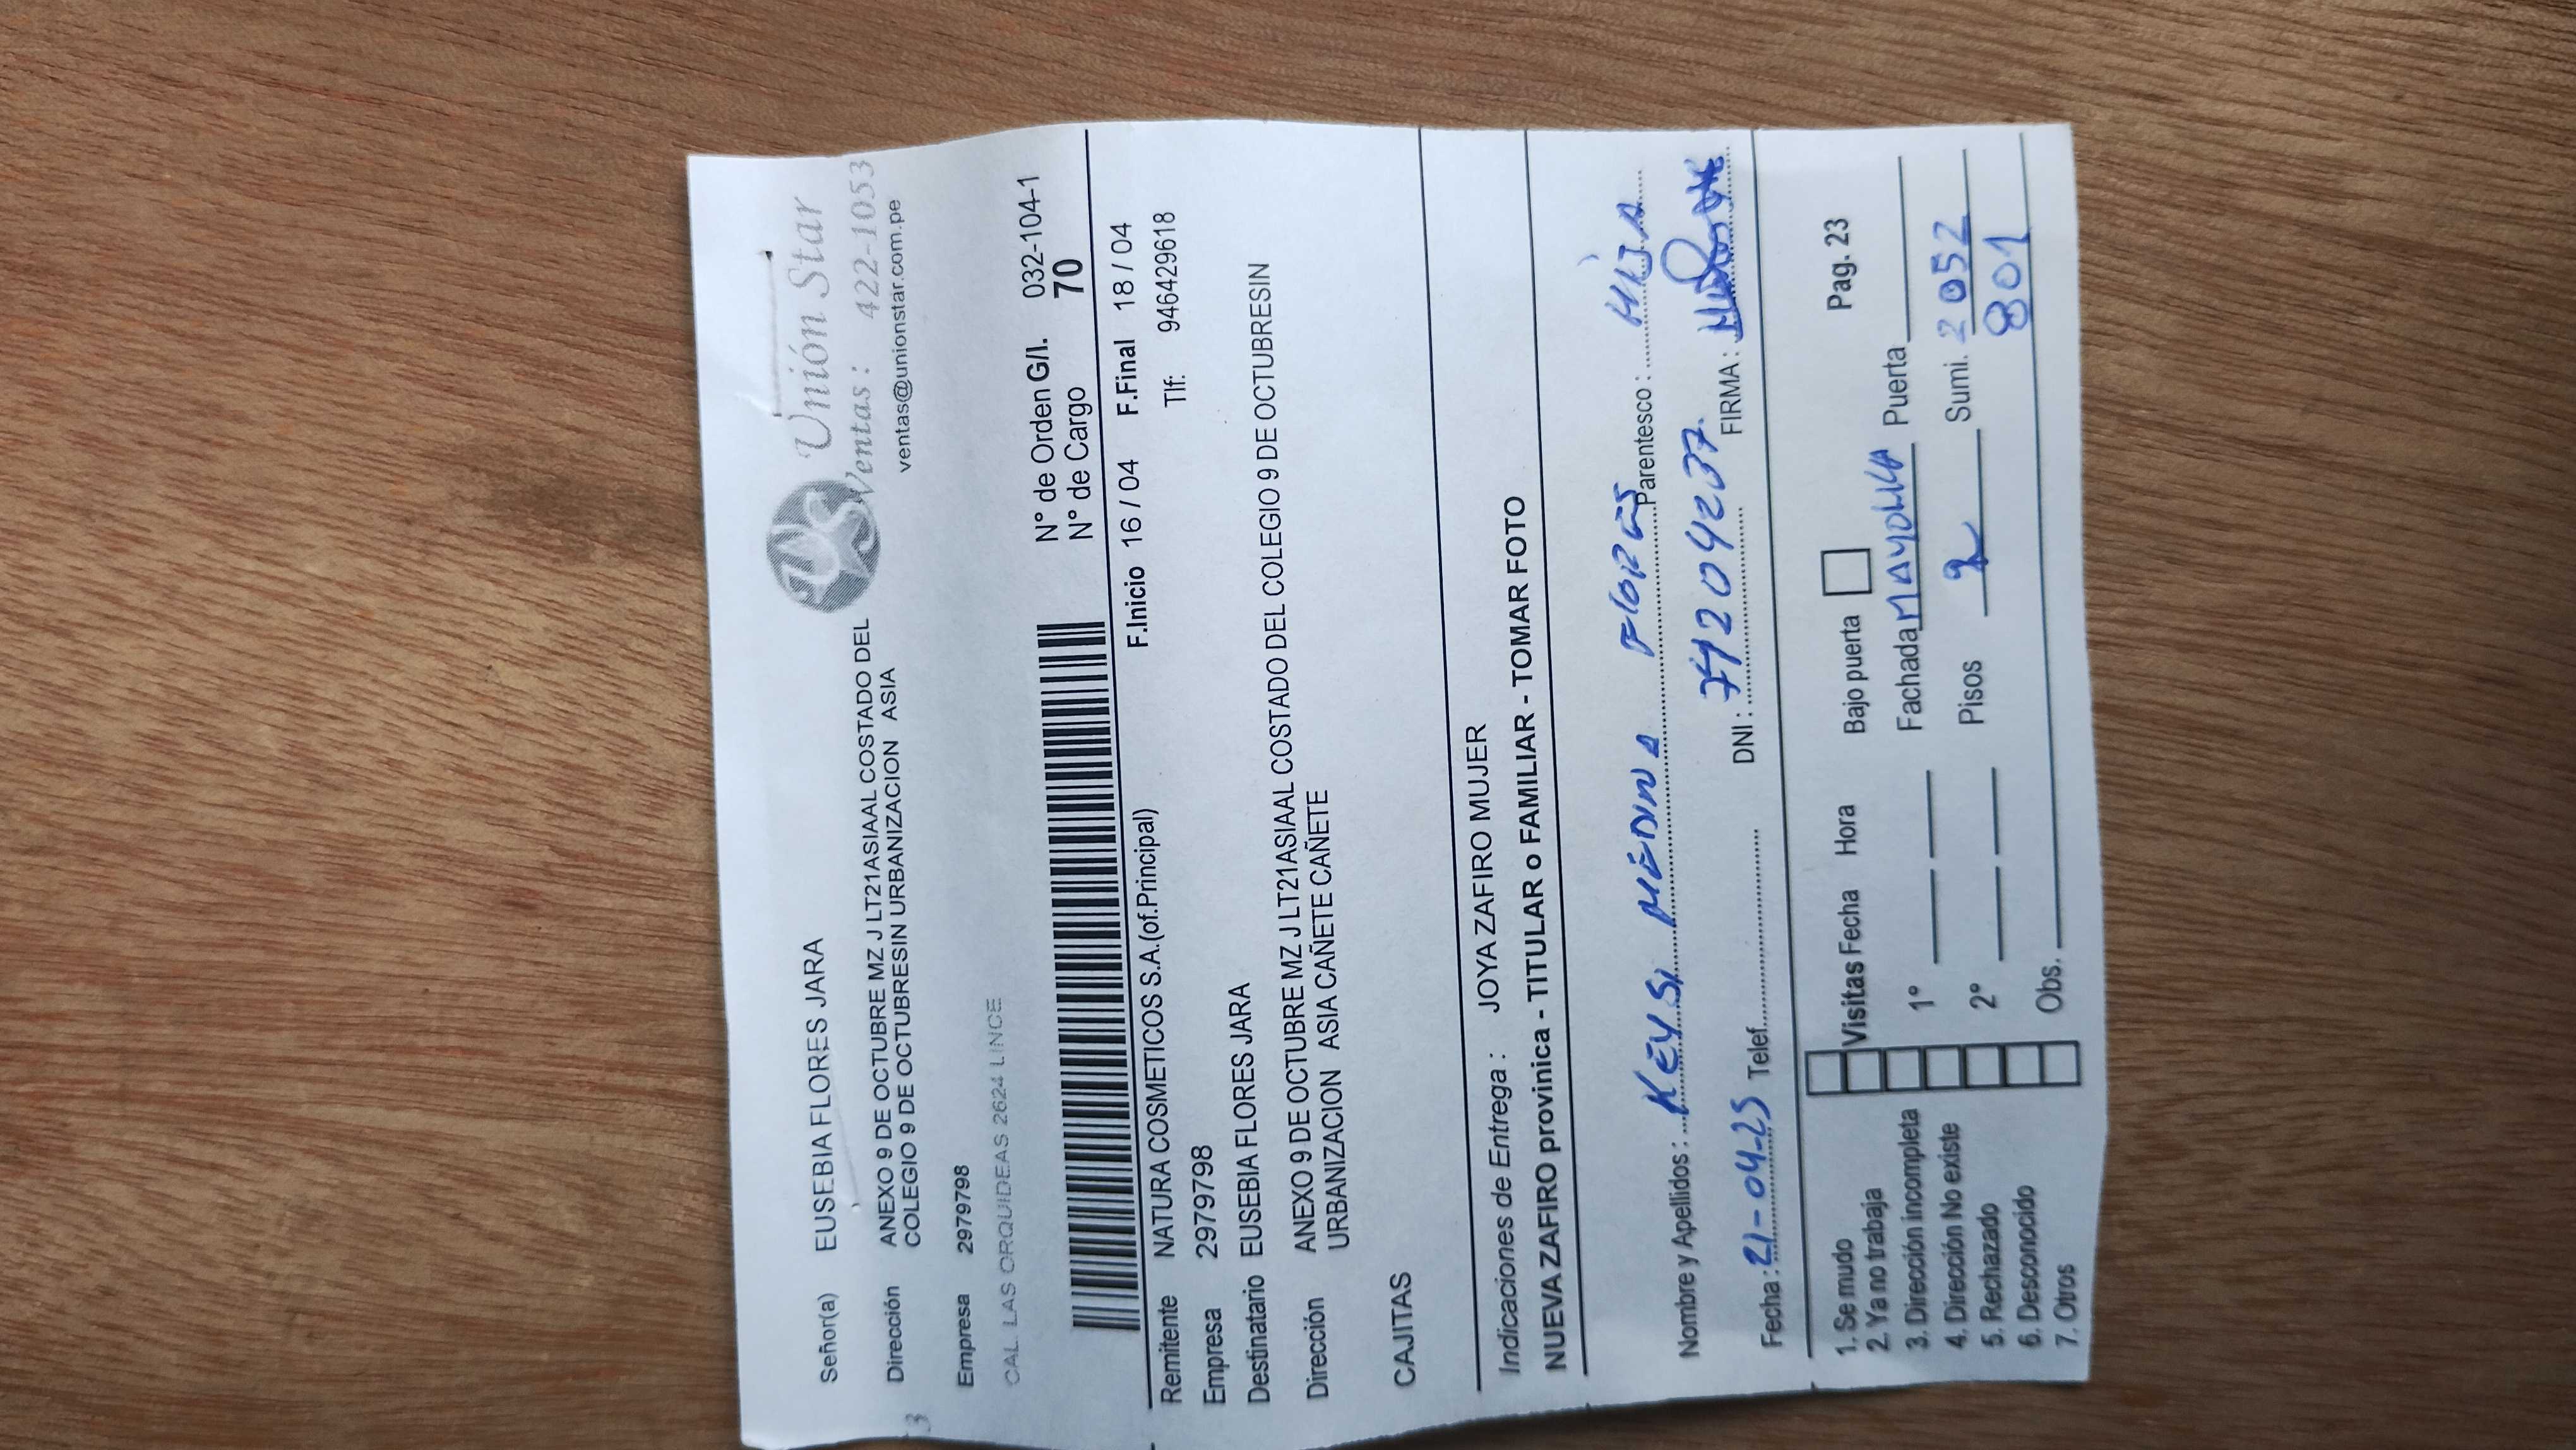 Unión Star
Ventas: 422-1053
ventas@unionstar.com.pe
Señor(a) EUSEBIA FLORES JARA
Dirección ANEXO 9 DE OCTUBRE MZ J LT21ASIAAL COSTADO DEL
COLEGIO 9 DE OCTUBRESIN URBANIZACION ASIA
3
Empresa 2979798
CAL. LAS ORQUIDEAS 2624 LINCE
N° de Orden G/I. 032-104-1
N° de Cargo 70
F.Inicio 16 / 04 F.Final 18 / 04
Remitente NATURA COSMETICOS S.A.(of.Principal)
Tlf: 946429618
Empresa 2979798
Destinatario EUSEBIA FLORES JARA
Dirección ANEXO 9 DE OCTUBRE MZ J LT21ASIAAL COSTADO DEL COLEGIO 9 DE OCTUBRESIN
URBANIZACION ASIA CAÑETE CAÑETE
CAJITAS
Indicaciones de Entrega : JOYA ZAFIRO MUJER
NUEVA ZAFIRO provinica - TITULAR o FAMILIAR - TOMAR FOTO
Nombre y Apellidos : KEYSI MEDINA FLORES Parentesco : HIJA
Fecha : 21-04-25 Telef. DNI : 77204237 FIRMA :
1. Se mudo
2. Ya no trabaja
3. Dirección incompleta
4. Dirección No existe
5. Rechazado
6. Desconocido
7. Otros
Visitas Fecha Hora Bajo puerta Pag. 23
1° Fachada MAYOLICA Puerta
2° Pisos 2 Sumi. 2052
801
Obs.